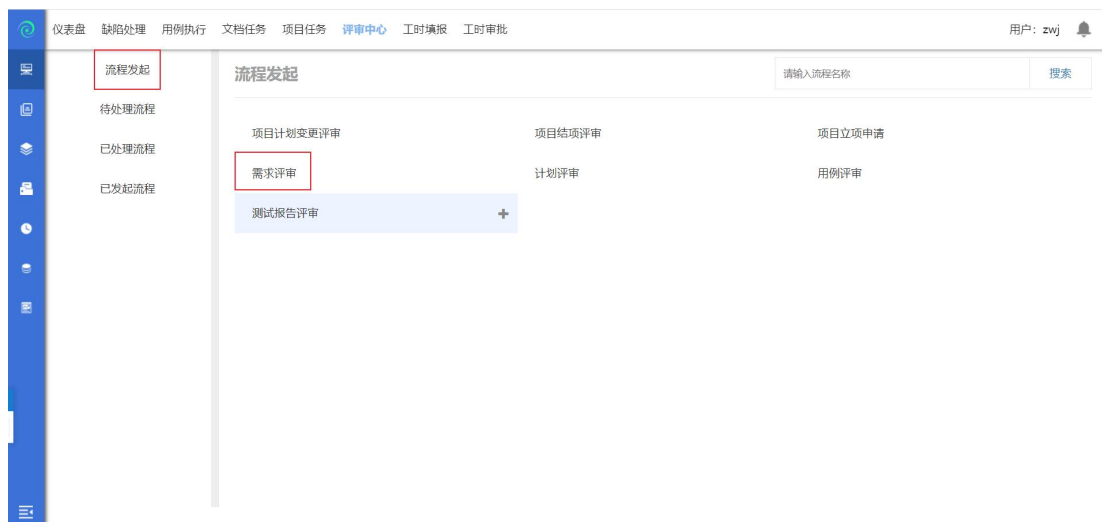 仪表盘 缺陷处理 用例执行 文档任务 项目任务 评审中心 工时填报 工时审批 用户：zwj
流程发起
待处理流程
已处理流程
已发起流程
流程发起 请输入流程名称 搜索
项目计划变更评审 项目结项评审 项目立项申请
需求评审 计划评审 用例评审
测试报告评审